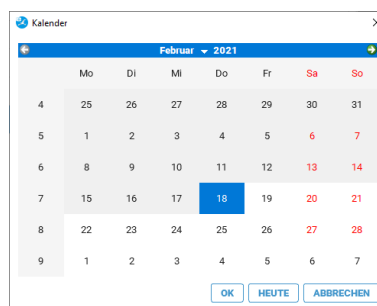 Kalender
Februar 2021
Mo Di Mi Do Fr Sa So
4 25 26 27 28 29 30 31
5 1 2 3 4 5 6 7
6 8 9 10 11 12 13 14
7 15 16 17 18 19 20 21
8 22 23 24 25 26 27 28
9 1 2 3 4 5 6 7
OK HEUTE ABBRECHEN